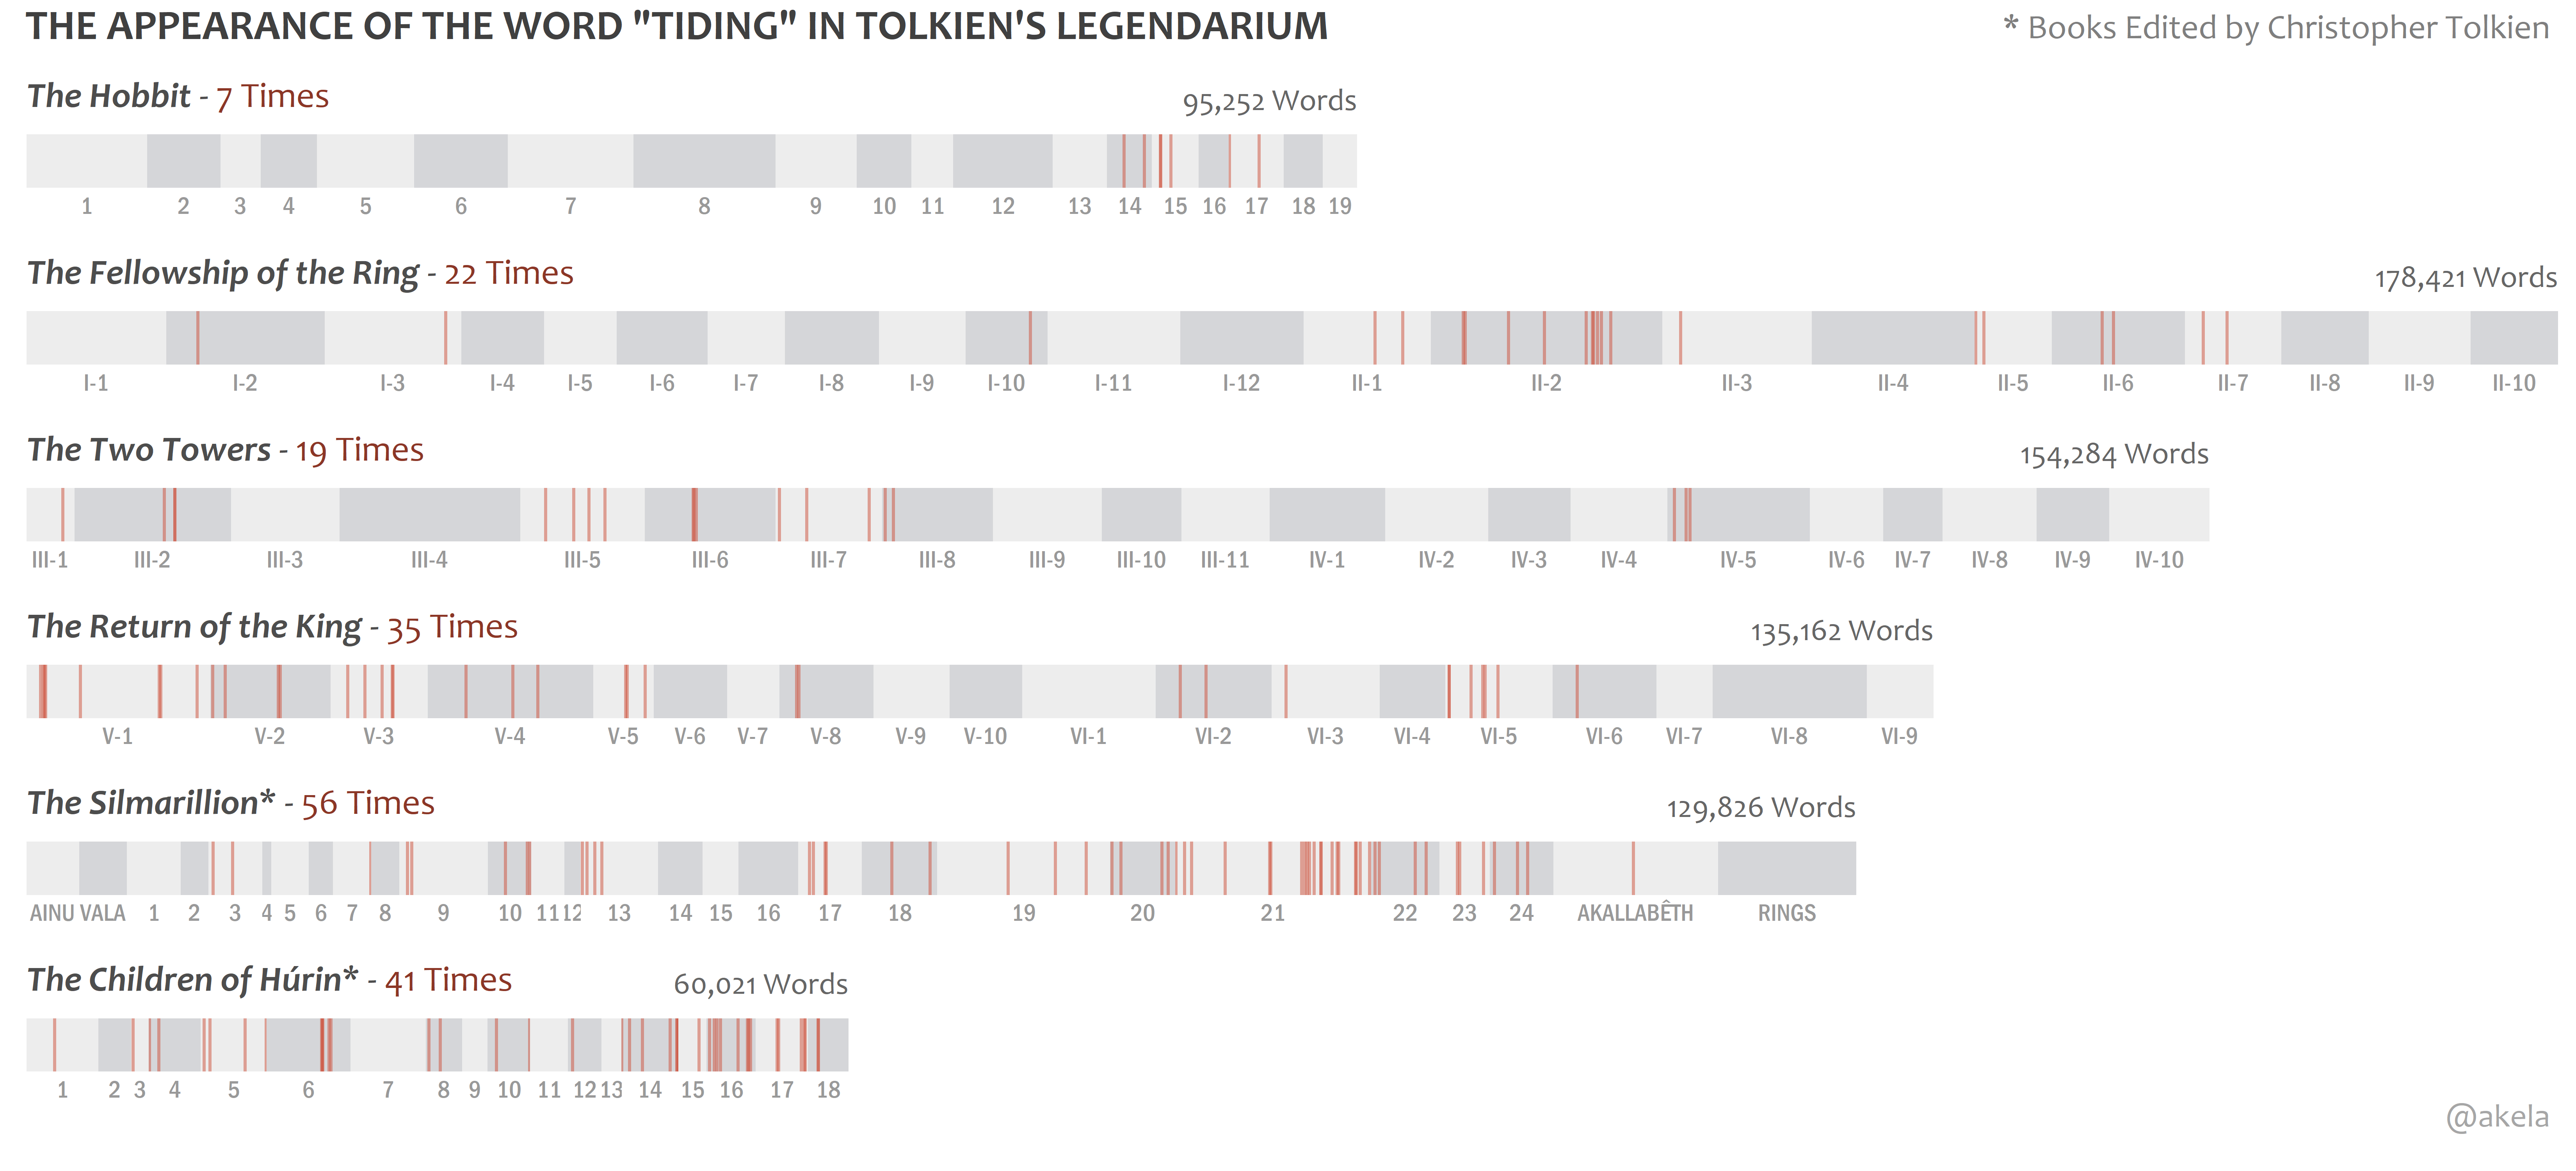 THE APPEARANCE OF THE WORD "TIDING" IN TOLKIEN'S LEGENDARIUM
* Books Edited by Christopher Tolkien
The Hobbit - 7 Times
95,252 Words
1 2 3 4 5 6 7 8 9 10 11 12 13 14 15 16 17 18 19
The Fellowship of the Ring - 22 Times
178,421 Words
I-1 I-2 I-3 I-4 I-5 I-6 I-7 I-8 I-9 I-10 I-11 I-12 II-1 II-2 II-3 II-4 II-5 II-6 II-7 II-8 II-9 II-10
The Two Towers - 19 Times
154,284 Words
III-1 III-2 III-3 III-4 III-5 III-6 III-7 III-8 III-9 III-10 III-11 IV-1 IV-2 IV-3 IV-4 IV-5 IV-6 IV-7 IV-8 IV-9 IV-10
The Return of the King - 35 Times
135,162 Words
V-1 V-2 V-3 V-4 V-5 V-6 V-7 V-8 V-9 V-10 VI-1 VI-2 VI-3 VI-4 VI-5 VI-6 VI-7 VI-8 VI-9
The Silmarillion* - 56 Times
129,826 Words
AINU VALA 1 2 3 4 5 6 7 8 9 10 11 12 13 14 15 16 17 18 19 20 21 22 23 24 AKALLABÊTH RINGS
The Children of Húrin* - 41 Times
60,021 Words
1 2 3 4 5 6 7 8 9 10 11 12 13 14 15 16 17 18
@akela